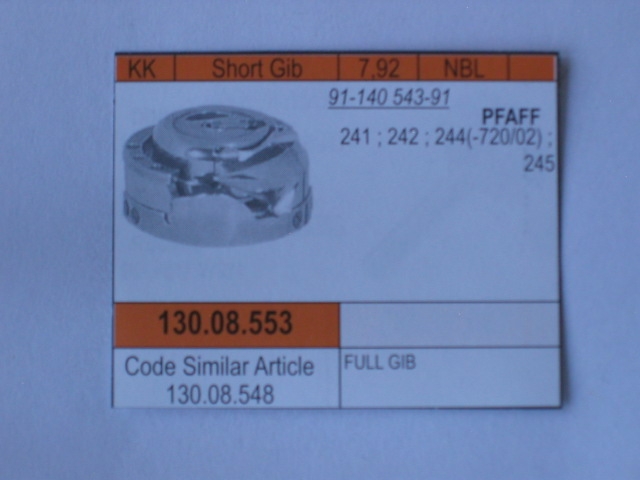 KK Short Gib 7,92 NBL
91-140 543-91
PFAFF
241 ; 242 ; 244(-720/02) ;
245
130.08.553
Code Similar Article
130.08.548
FULL GIB